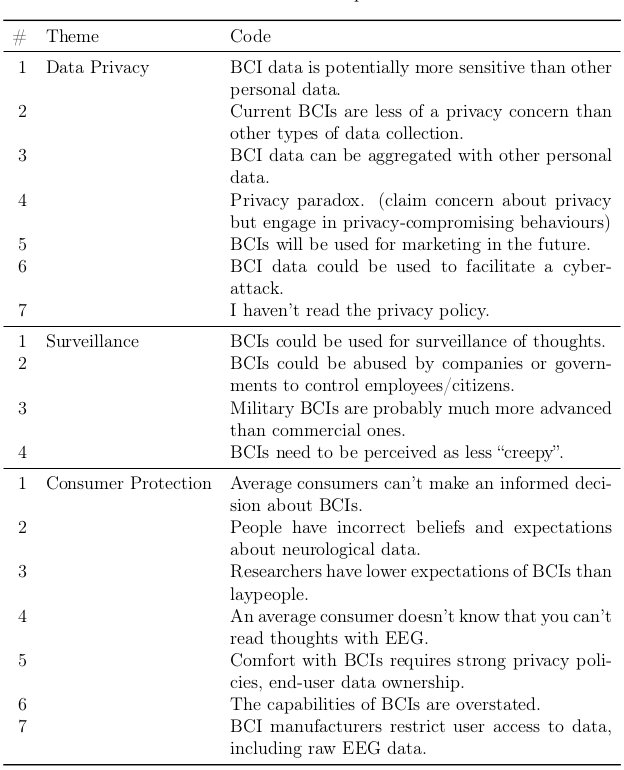 # Theme Code
1 Data Privacy BCI data is potentially more sensitive than other
personal data.
2 Current BCIs are less of a privacy concern than
other types of data collection.
3 BCI data can be aggregated with other personal
data.
4 Privacy paradox. (claim concern about privacy
but engage in privacy-compromising behaviours)
5 BCIs will be used for marketing in the future.
6 BCI data could be used to facilitate a cyber-
attack.
7 I haven't read the privacy policy.
1 Surveillance BCIs could be used for surveillance of thoughts.
2 BCIs could be abused by companies or govern-
ments to control employees/citizens.
3 Military BCIs are probably much more advanced
than commercial ones.
4 BCIs need to be perceived as less “creepy”.
1 Consumer Protection Average consumers can't make an informed deci-
sion about BCIs.
2 People have incorrect beliefs and expectations
about neurological data.
3 Researchers have lower expectations of BCIs than
laypeople.
4 An average consumer doesn't know that you can't
read thoughts with EEG.
5 Comfort with BCIs requires strong privacy poli-
cies, end-user data ownership.
6 The capabilities of BCIs are overstated.
7 BCI manufacturers restrict user access to data,
including raw EEG data.